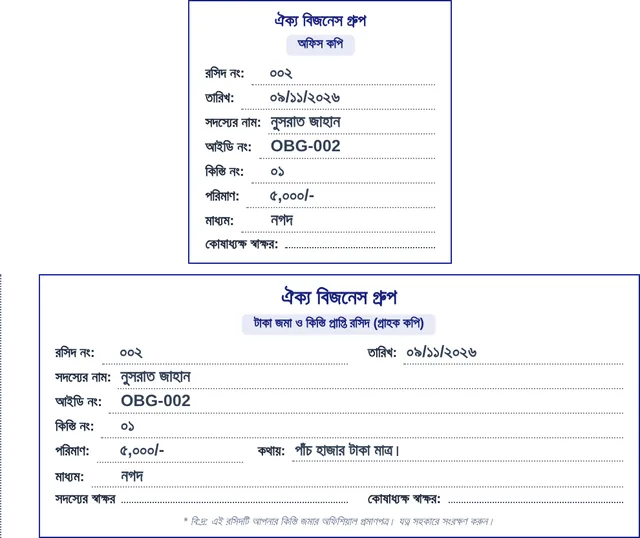 ঐক্য বিজনেস গ্রুপ
অফিস কপি
রসিদ নং: ০০২
তারিখ: ০৯/১১/২০২৬
সদস্যের নাম: নুসরাত জাহান
আইডি নং: OBG-002
কিস্তি নং: ০১
পরিমাণ: ৫,০০০/-
মাধ্যম: নগদ
কোষাধ্যক্ষ স্বাক্ষর:
ঐক্য বিজনেস গ্রুপ
টাকা জমা ও কিস্তি প্রাপ্তি রসিদ (গ্রাহক কপি)
রসিদ নং: ০০২ তারিখ: ০৯/১১/২০২৬
সদস্যের নাম: নুসরাত জাহান
আইডি নং: OBG-002
কিস্তি নং: ০১
পরিমাণ: ৫,০০০/- কথায়: পাঁচ হাজার টাকা মাত্র।
মাধ্যম: নগদ
সদস্যের স্বাক্ষর কোষাধ্যক্ষ স্বাক্ষর:
* বি:দ্র: এই রসিদটি আপনার কিস্তি জমার অফিশিয়াল প্রমাণপত্র। যত্ন সহকারে সংরক্ষণ করুন।